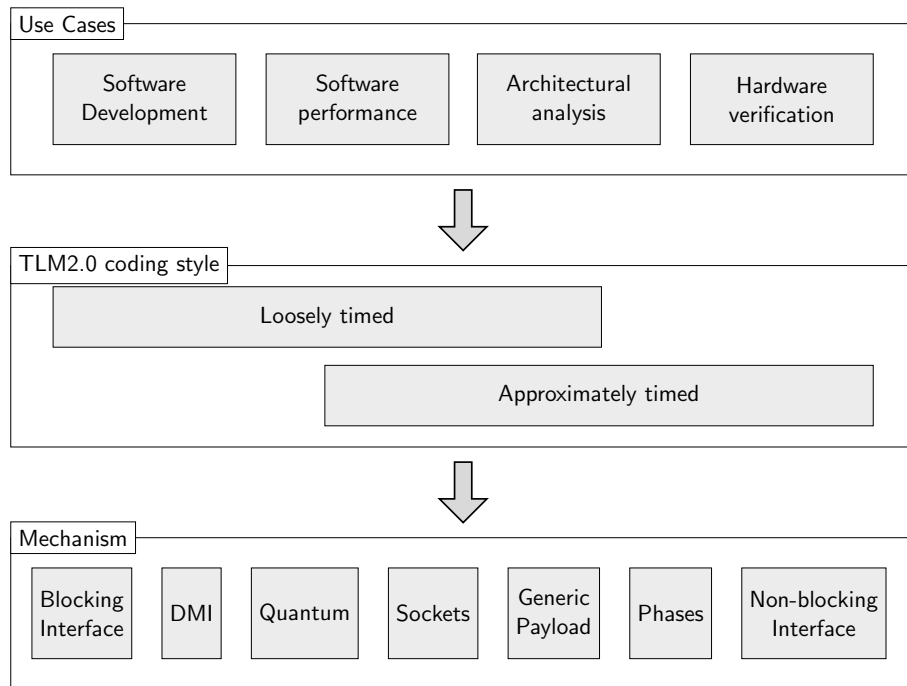 Use Cases
Software
Development
Software
performance
Architectural
analysis
Hardware
verification
TLM2.0 coding style
Loosely timed
Approximately timed
Mechanism
Blocking
Interface
DMI
Quantum
Sockets
Generic
Payload
Phases
Non-blocking
Interface